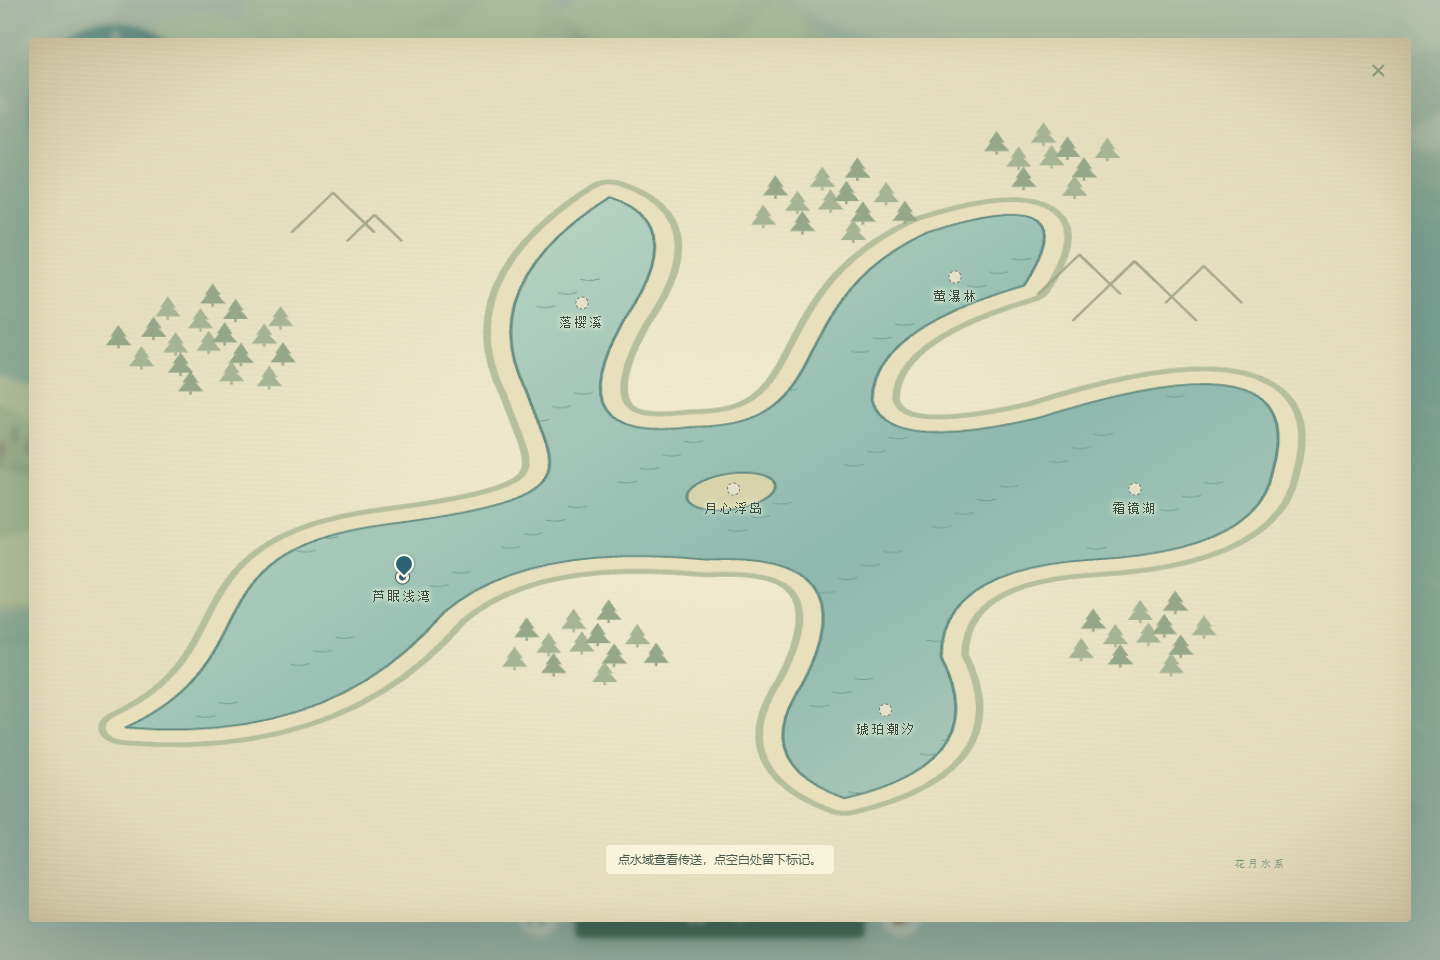 萤瀑林
落樱溪
月心浮岛
霜镜湖
芦眠浅湾
琥珀潮汐
点水域查看传送，点空白处留下标记。
花月水系